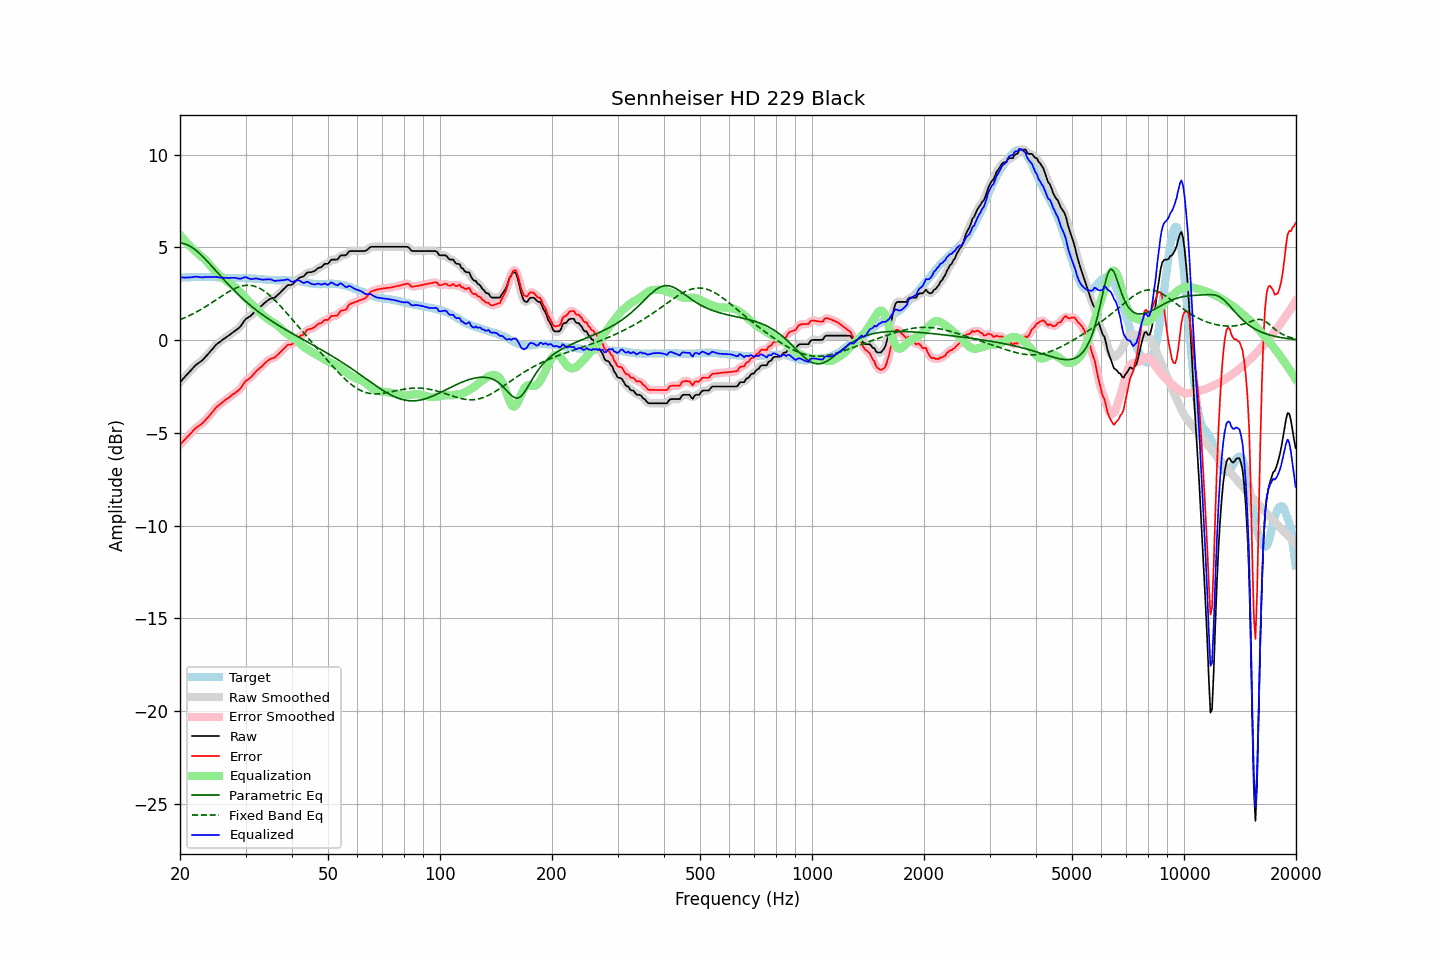 Sennheiser HD 229 Black
Amplitude (dBr)
10
5
0
−5
−10
−15
−20
−25
Target
Raw Smoothed
Error Smoothed
Raw
Error
Equalization
Parametric Eq
Fixed Band Eq
Equalized
20 50 100 200 500 1000 2000 5000 10000 20000
Frequency (Hz)